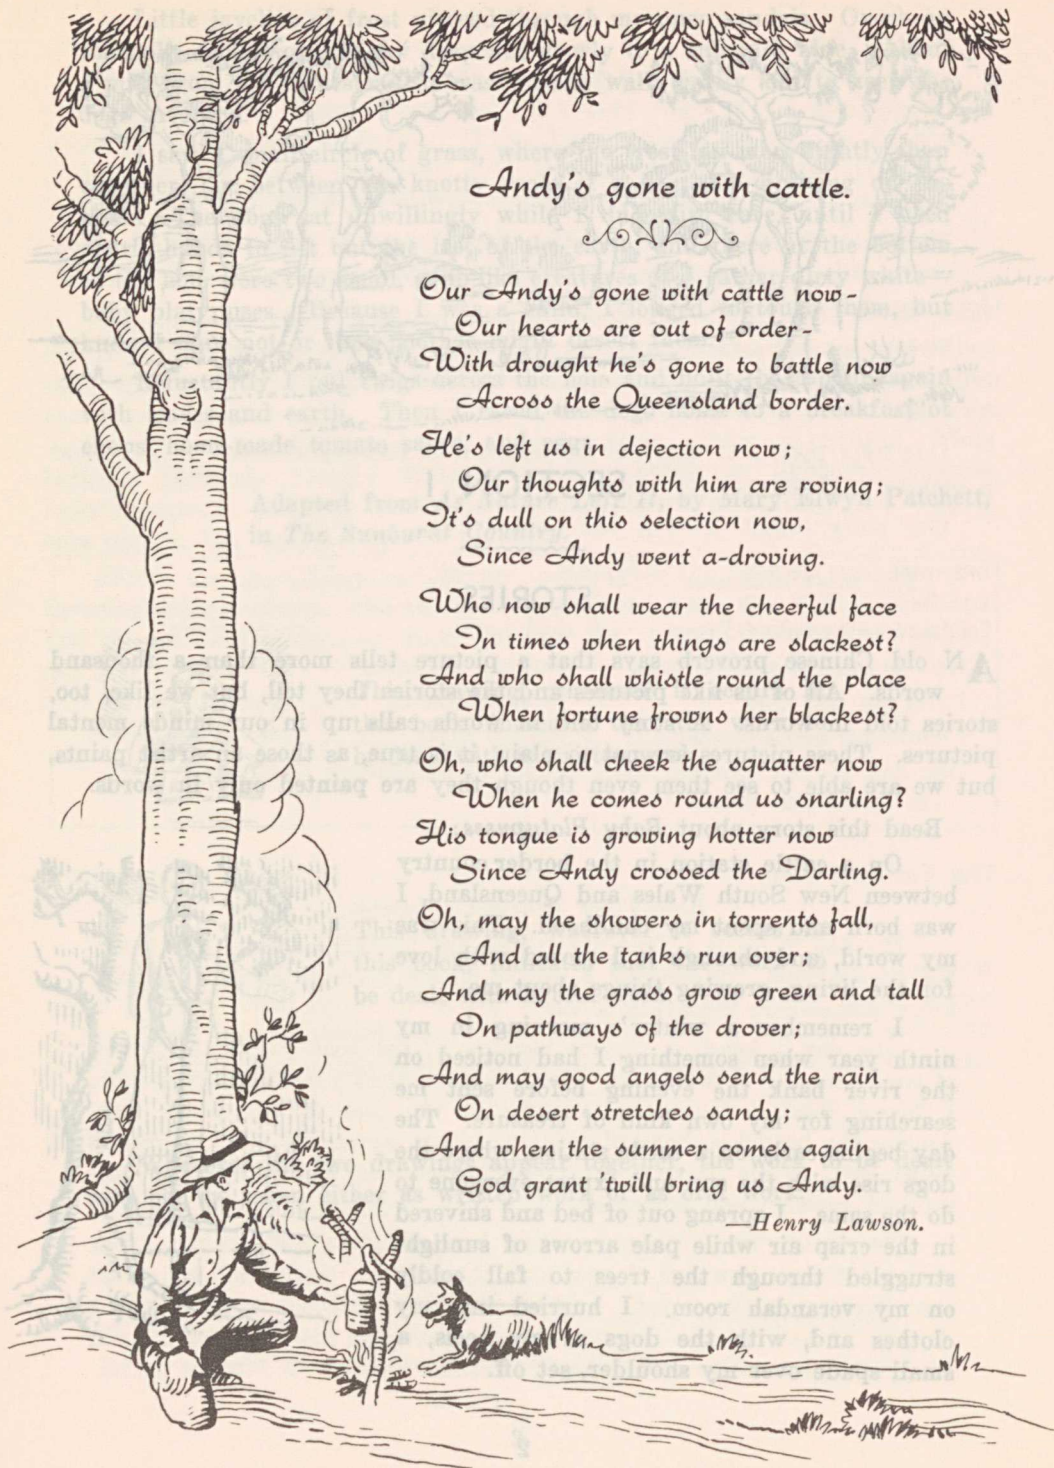 Andy's gone with cattle.
Our Andy's gone with cattle now-
Our hearts are out of order-
With drought he's gone to battle now
Across the Queensland border.
He's left us in dejection now;
Our thoughts with him are roving;
It's dull on this selection now,
Since Andy went a-droving.
Who now shall wear the cheerful face
In times when things are slackest?
And who shall whistle round the place
When fortune frowns her blackest?
Oh, who shall cheek the squatter now
When he comes round us snarling?
His tongue is growing hotter now
Since Andy crossed the Darling.
Oh, may the showers in torrents fall,
And all the tanks run over;
And may the grass grow green and tall
In pathways of the drover;
And may good angels send the rain
On desert stretches sandy;
And when the summer comes again
God grant 'twill bring us Andy.
—Henry Lawson.